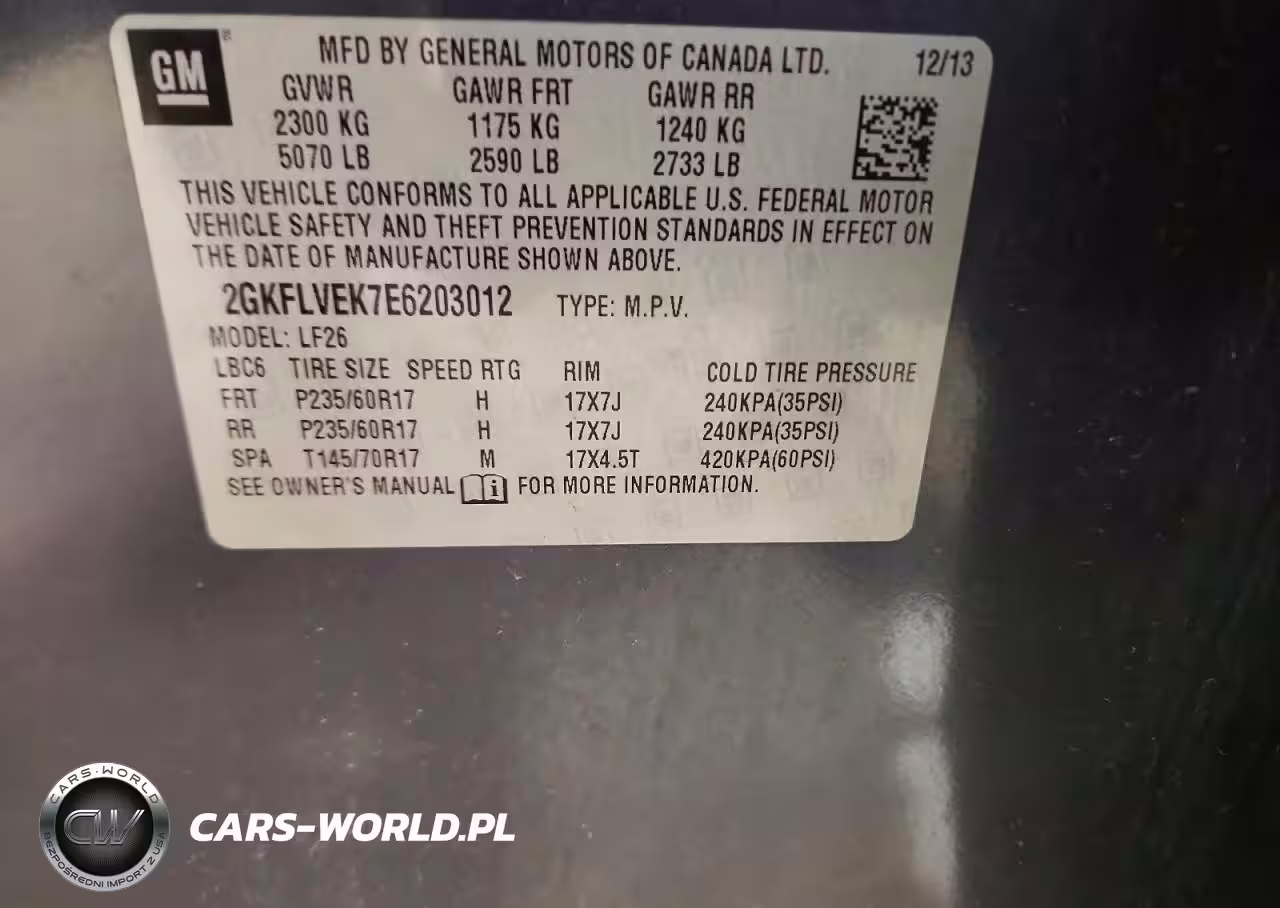 GM
MFD BY GENERAL MOTORS OF CANADA LTD. 12/13
GVWR GAWR FRT GAWR RR
2300 KG 1175 KG 1240 KG
5070 LB 2590 LB 2733 LB
THIS VEHICLE CONFORMS TO ALL APPLICABLE U.S. FEDERAL MOTOR
VEHICLE SAFETY AND THEFT PREVENTION STANDARDS IN EFFECT ON
THE DATE OF MANUFACTURE SHOWN ABOVE.
2GKFLVEK7E6203012 TYPE: M.P.V.
MODEL: LF26
LBC6 TIRE SIZE SPEED RTG RIM COLD TIRE PRESSURE
FRT P235/60R17 H 17X7J 240KPA(35PSI)
RR P235/60R17 H 17X7J 240KPA(35PSI)
SPA T145/70R17 M 17X4.5T 420KPA(60PSI)
SEE OWNER'S MANUAL i FOR MORE INFORMATION.
CARS-WORLD
CW
BEZPOŚREDNI IMPORT Z USA
CARS-WORLD.PL